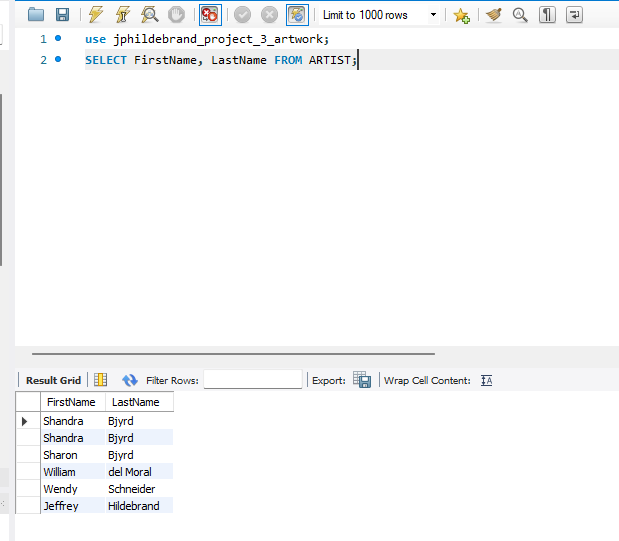 Limit to 1000 rows
1 use jphildebrand_project_3_artwork;
2 SELECT FirstName, LastName FROM ARTIST;
Result Grid Filter Rows: Export: Wrap Cell Content:
FirstName LastName
Shandra Bjyrd
Shandra Bjyrd
Sharon Bjyrd
William del Moral
Wendy Schneider
Jeffrey Hildebrand